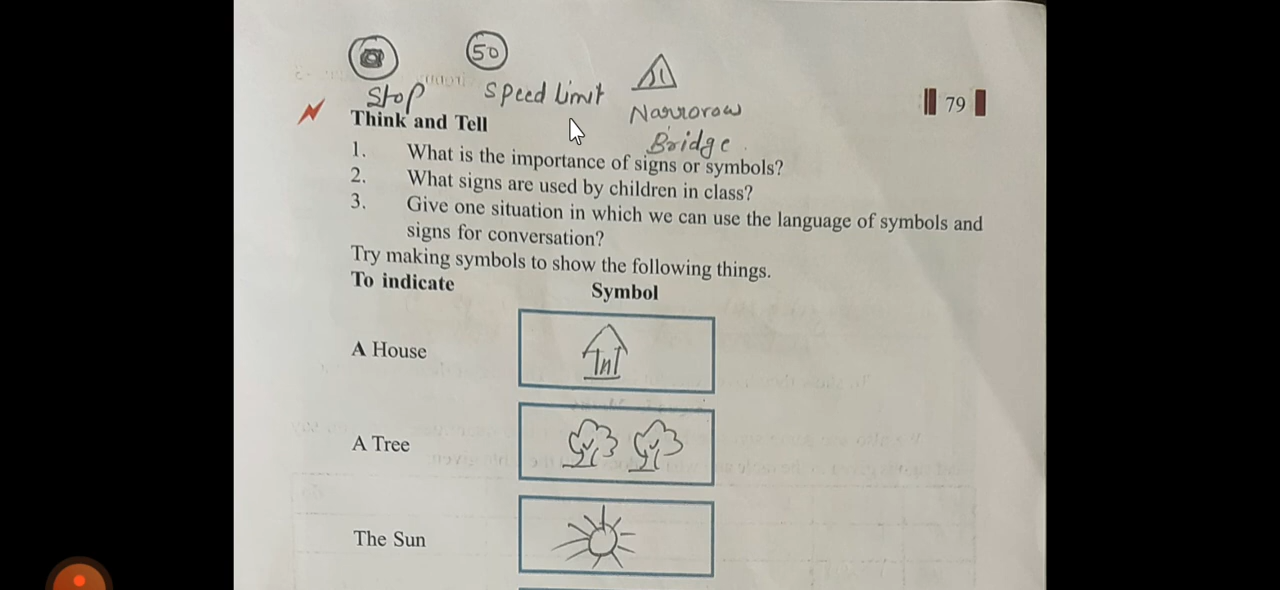 50
Stop
Speed Limit
Narrorow
Bridge
79
Think and Tell
1. What is the importance of signs or symbols?
2. What signs are used by children in class?
3. Give one situation in which we can use the language of symbols and
signs for conversation?
Try making symbols to show the following things.
To indicate Symbol
A House
A Tree
The Sun